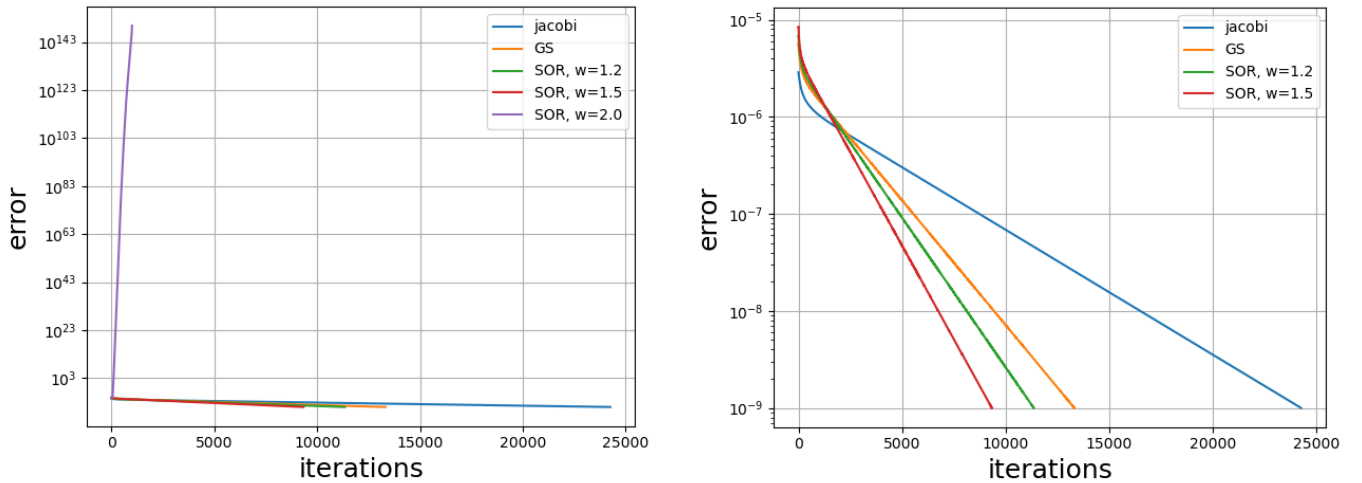 10^143
10^123
10^103
10^83
10^63
10^43
10^23
10^3
error
0
5000
10000
15000
20000
25000
iterations
jacobi
GS
SOR, w=1.2
SOR, w=1.5
SOR, w=2.0
10^−5
10^−6
10^−7
10^−8
10^−9
error
0
5000
10000
15000
20000
25000
iterations
jacobi
GS
SOR, w=1.2
SOR, w=1.5